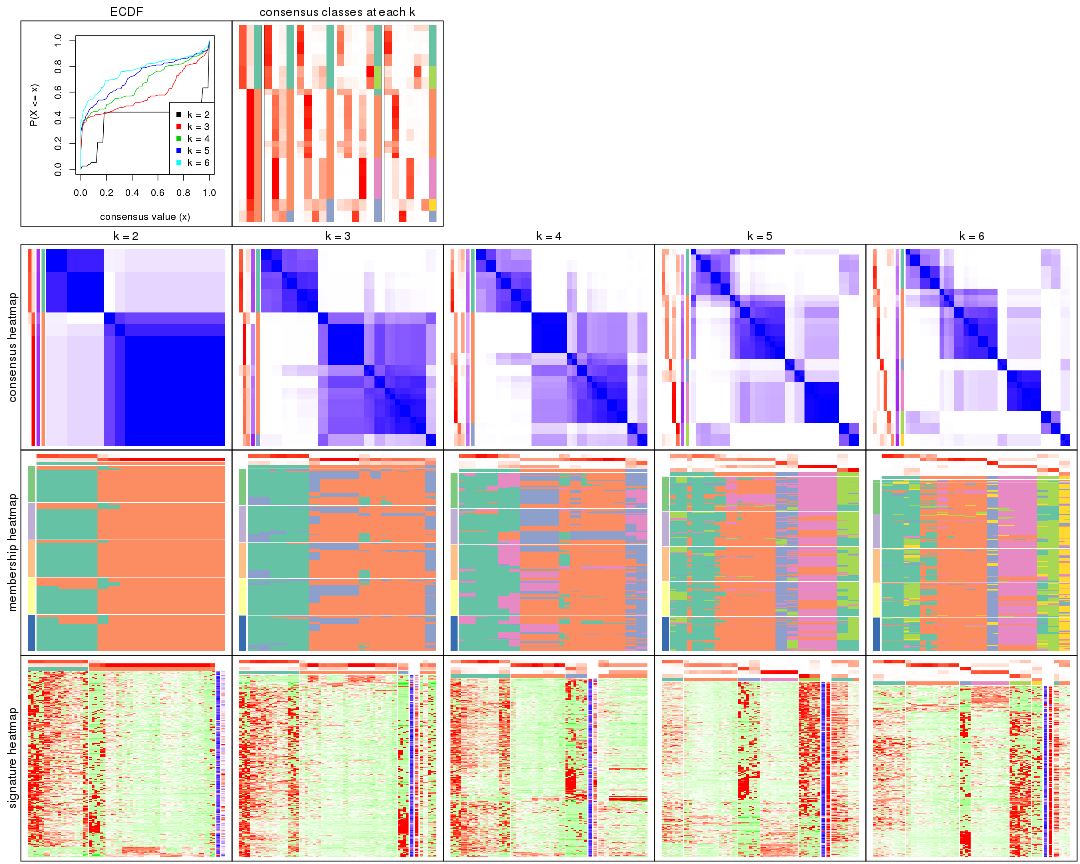 ECDF
consensus classes at each k
P(X <= x)
0.0 0.2 0.4 0.6 0.8 1.0
k = 2
k = 3
k = 4
k = 5
k = 6
0.0 0.2 0.4 0.6 0.8 1.0
consensus value (x)
k = 2
k = 3
k = 4
k = 5
k = 6
consensus heatmap
membership heatmap
signature heatmap